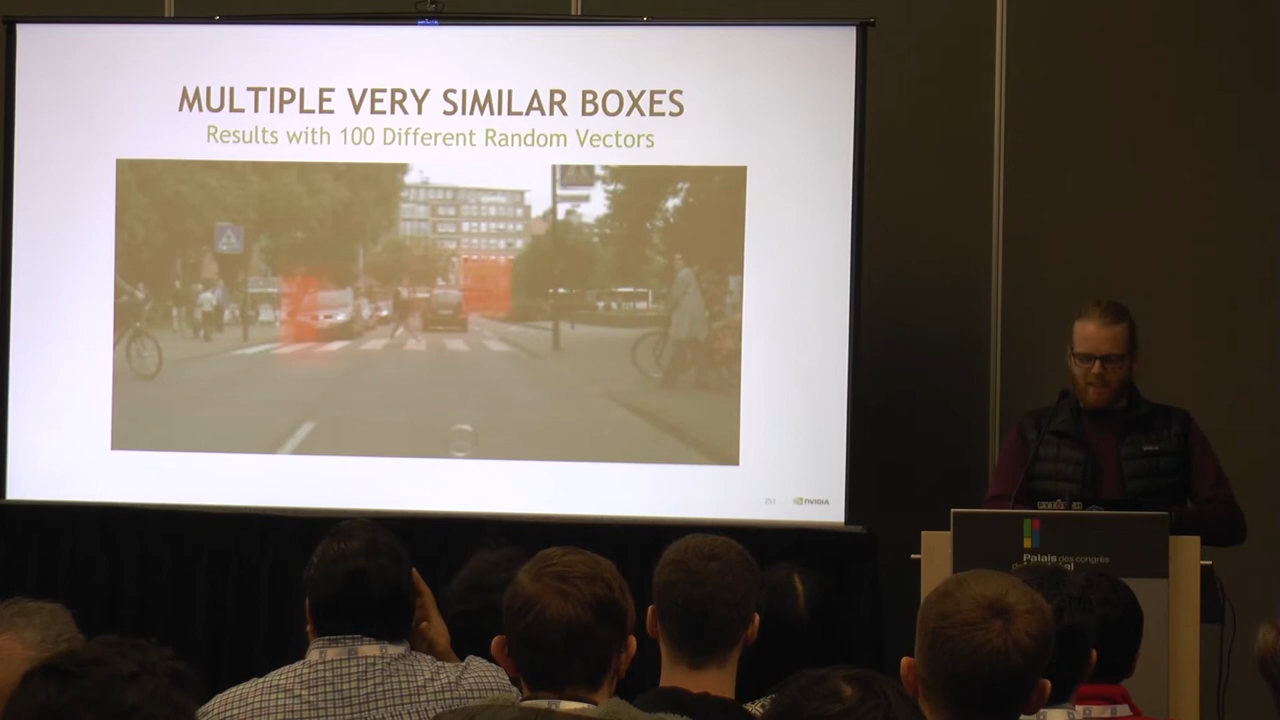 MULTIPLE VERY SIMILAR BOXES
Results with 100 Different Random Vectors
NVIDIA
Palais des congrès